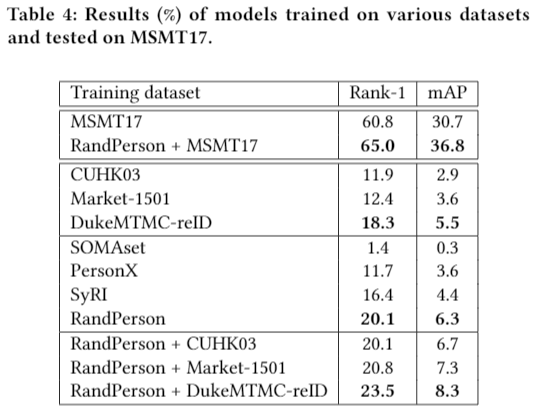 Table 4: Results (%) of models trained on various datasets
and tested on MSMT17.
Training dataset Rank-1 mAP
MSMT17 60.8 30.7
RandPerson + MSMT17 65.0 36.8
CUHK03 11.9 2.9
Market-1501 12.4 3.6
DukeMTMC-reID 18.3 5.5
SOMAset 1.4 0.3
PersonX 11.7 3.6
SyRI 16.4 4.4
RandPerson 20.1 6.3
RandPerson + CUHK03 20.1 6.7
RandPerson + Market-1501 20.8 7.3
RandPerson + DukeMTMC-reID 23.5 8.3